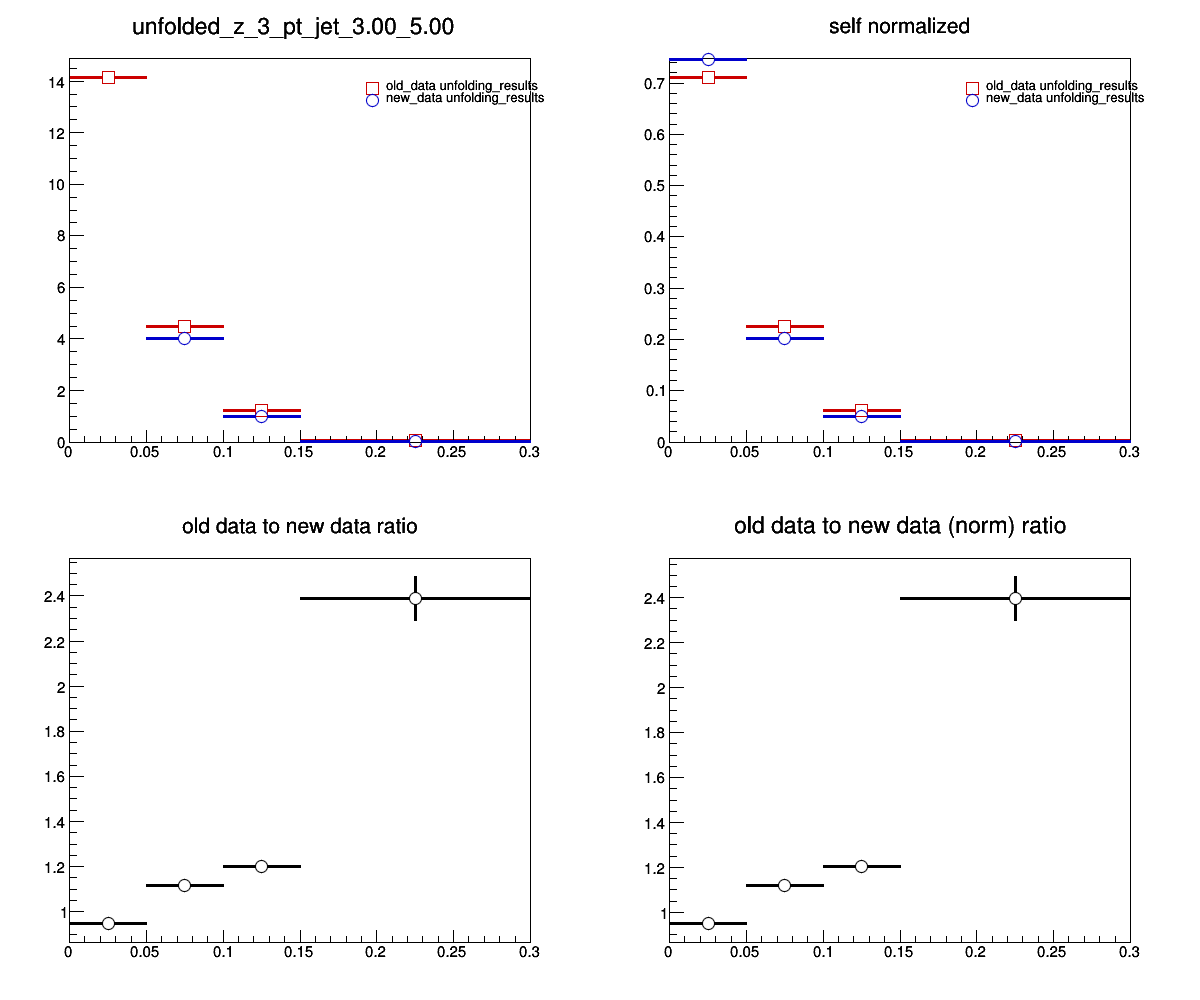 unfolded_z_3_pt_jet_3.00_5.00
old_data unfolding_results
new_data unfolding_results
14
12
10
8
6
4
2
0
0 0.05 0.1 0.15 0.2 0.25 0.3
self normalized
old_data unfolding_results
new_data unfolding_results
0.7
0.6
0.5
0.4
0.3
0.2
0.1
0
0 0.05 0.1 0.15 0.2 0.25 0.3
old data to new data ratio
2.4
2.2
2
1.8
1.6
1.4
1.2
1
0 0.05 0.1 0.15 0.2 0.25 0.3
old data to new data (norm) ratio
2.4
2.2
2
1.8
1.6
1.4
1.2
1
0 0.05 0.1 0.15 0.2 0.25 0.3